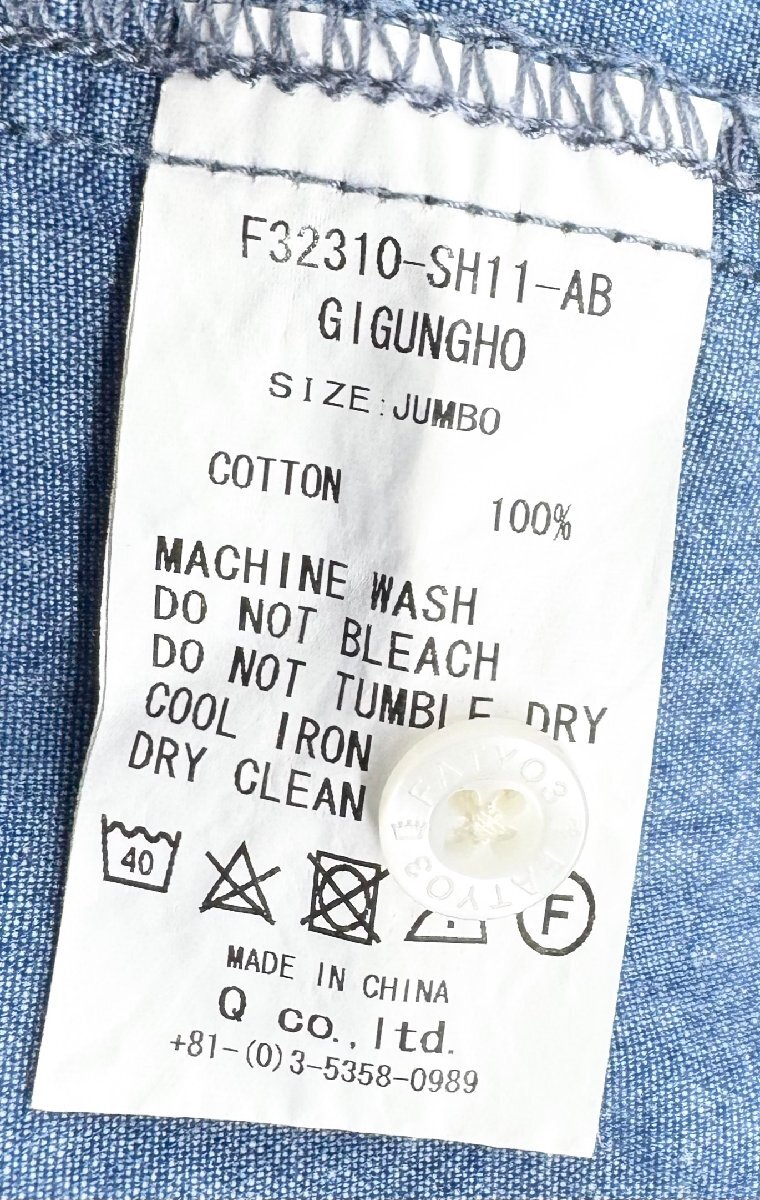 F32310-SH11-AB
GIGUNGHO
SIZE:JUMBO
COTTON 100%
MACHINE WASH
DO NOT BLEACH
DO NOT TUMBLE DRY
COOL IRON
DRY CLEAN
FATYO3 FATYO3
40
F
MADE IN CHINA
Q co.,ltd.
+81-(0)3-5358-0989